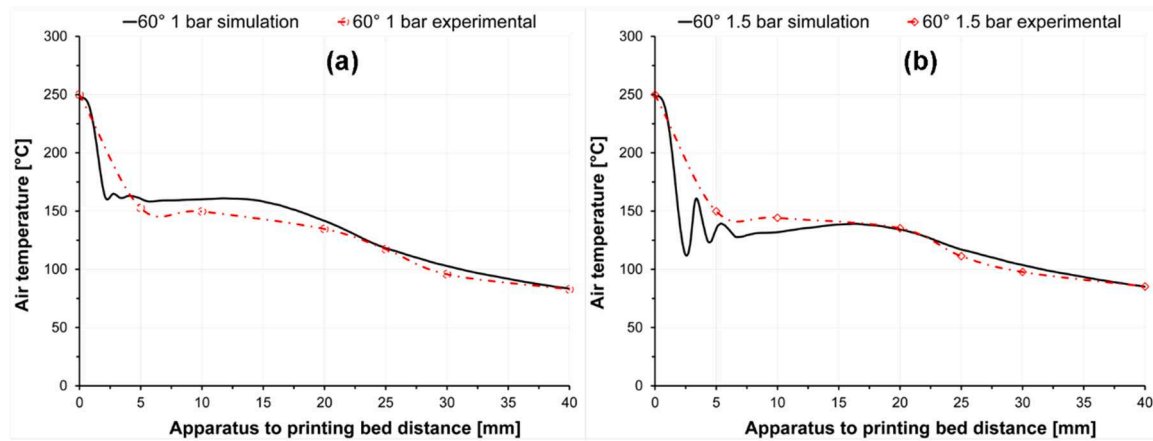 60° 1 bar simulation
60° 1 bar experimental
(a)
Air temperature [°C]
300
250
200
150
100
50
0
0 5 10 15 20 25 30 35 40
Apparatus to printing bed distance [mm]
60° 1.5 bar simulation
60° 1.5 bar experimental
(b)
Air temperature [°C]
300
250
200
150
100
50
0
0 5 10 15 20 25 30 35 40
Apparatus to printing bed distance [mm]